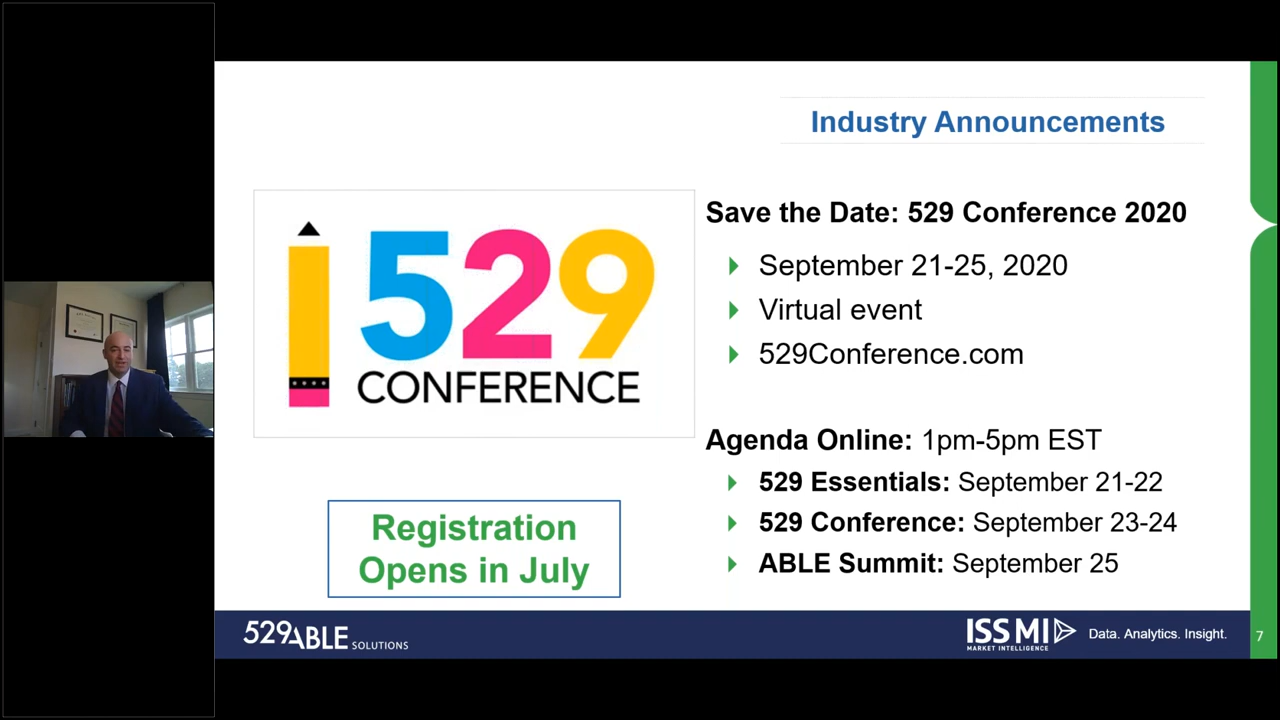 Industry Announcements
529
CONFERENCE
Save the Date: 529 Conference 2020
September 21-25, 2020
Virtual event
529Conference.com
Agenda Online: 1pm-5pm EST
529 Essentials: September 21-22
529 Conference: September 23-24
ABLE Summit: September 25
Registration
Opens in July
529ABLE SOLUTIONS
ISS MI
MARKET INTELLIGENCE
Data. Analytics. Insight.
7